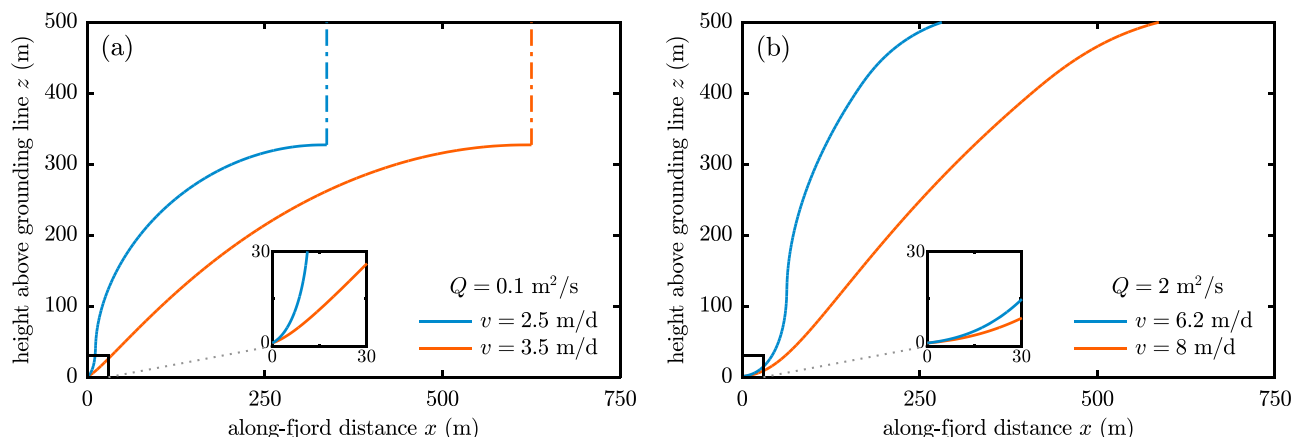 (a)
height above grounding line z (m)
500
400
300
200
100
0
0
250
500
750
along-fjord distance x (m)
30
0
0
30
Q = 0.1 m²/s
v = 2.5 m/d
v = 3.5 m/d
(b)
height above grounding line z (m)
500
400
300
200
100
0
0
250
500
750
along-fjord distance x (m)
30
0
0
30
Q = 2 m²/s
v = 6.2 m/d
v = 8 m/d